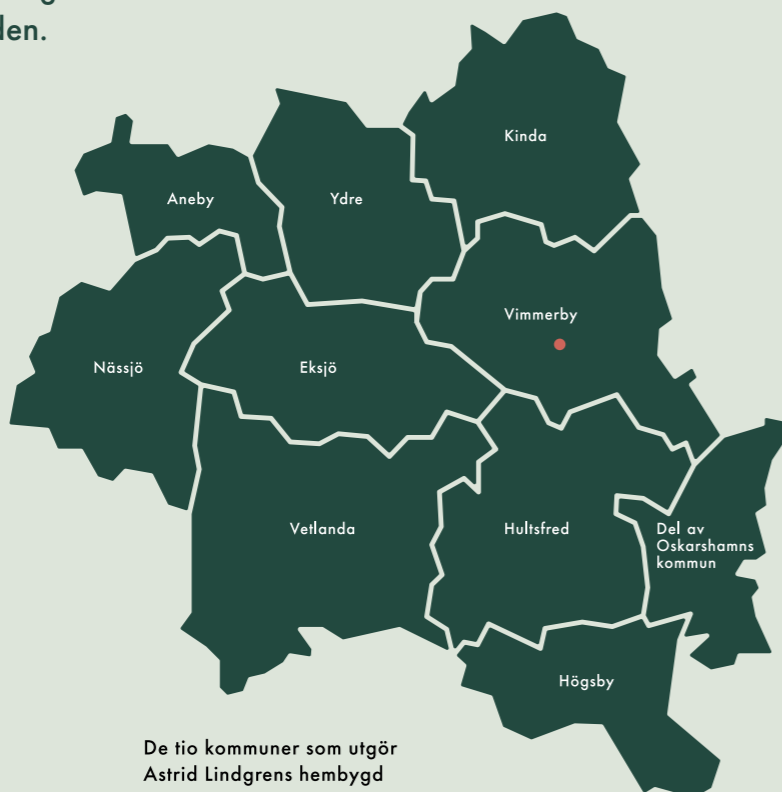 den.
Kinda
Aneby
Ydre
Vimmerby
Nässjö
Eksjö
Vetlanda
Hultsfred
Del av
Oskarshamns
kommun
Högsby
De tio kommuner som utgör
Astrid Lindgrens hembygd